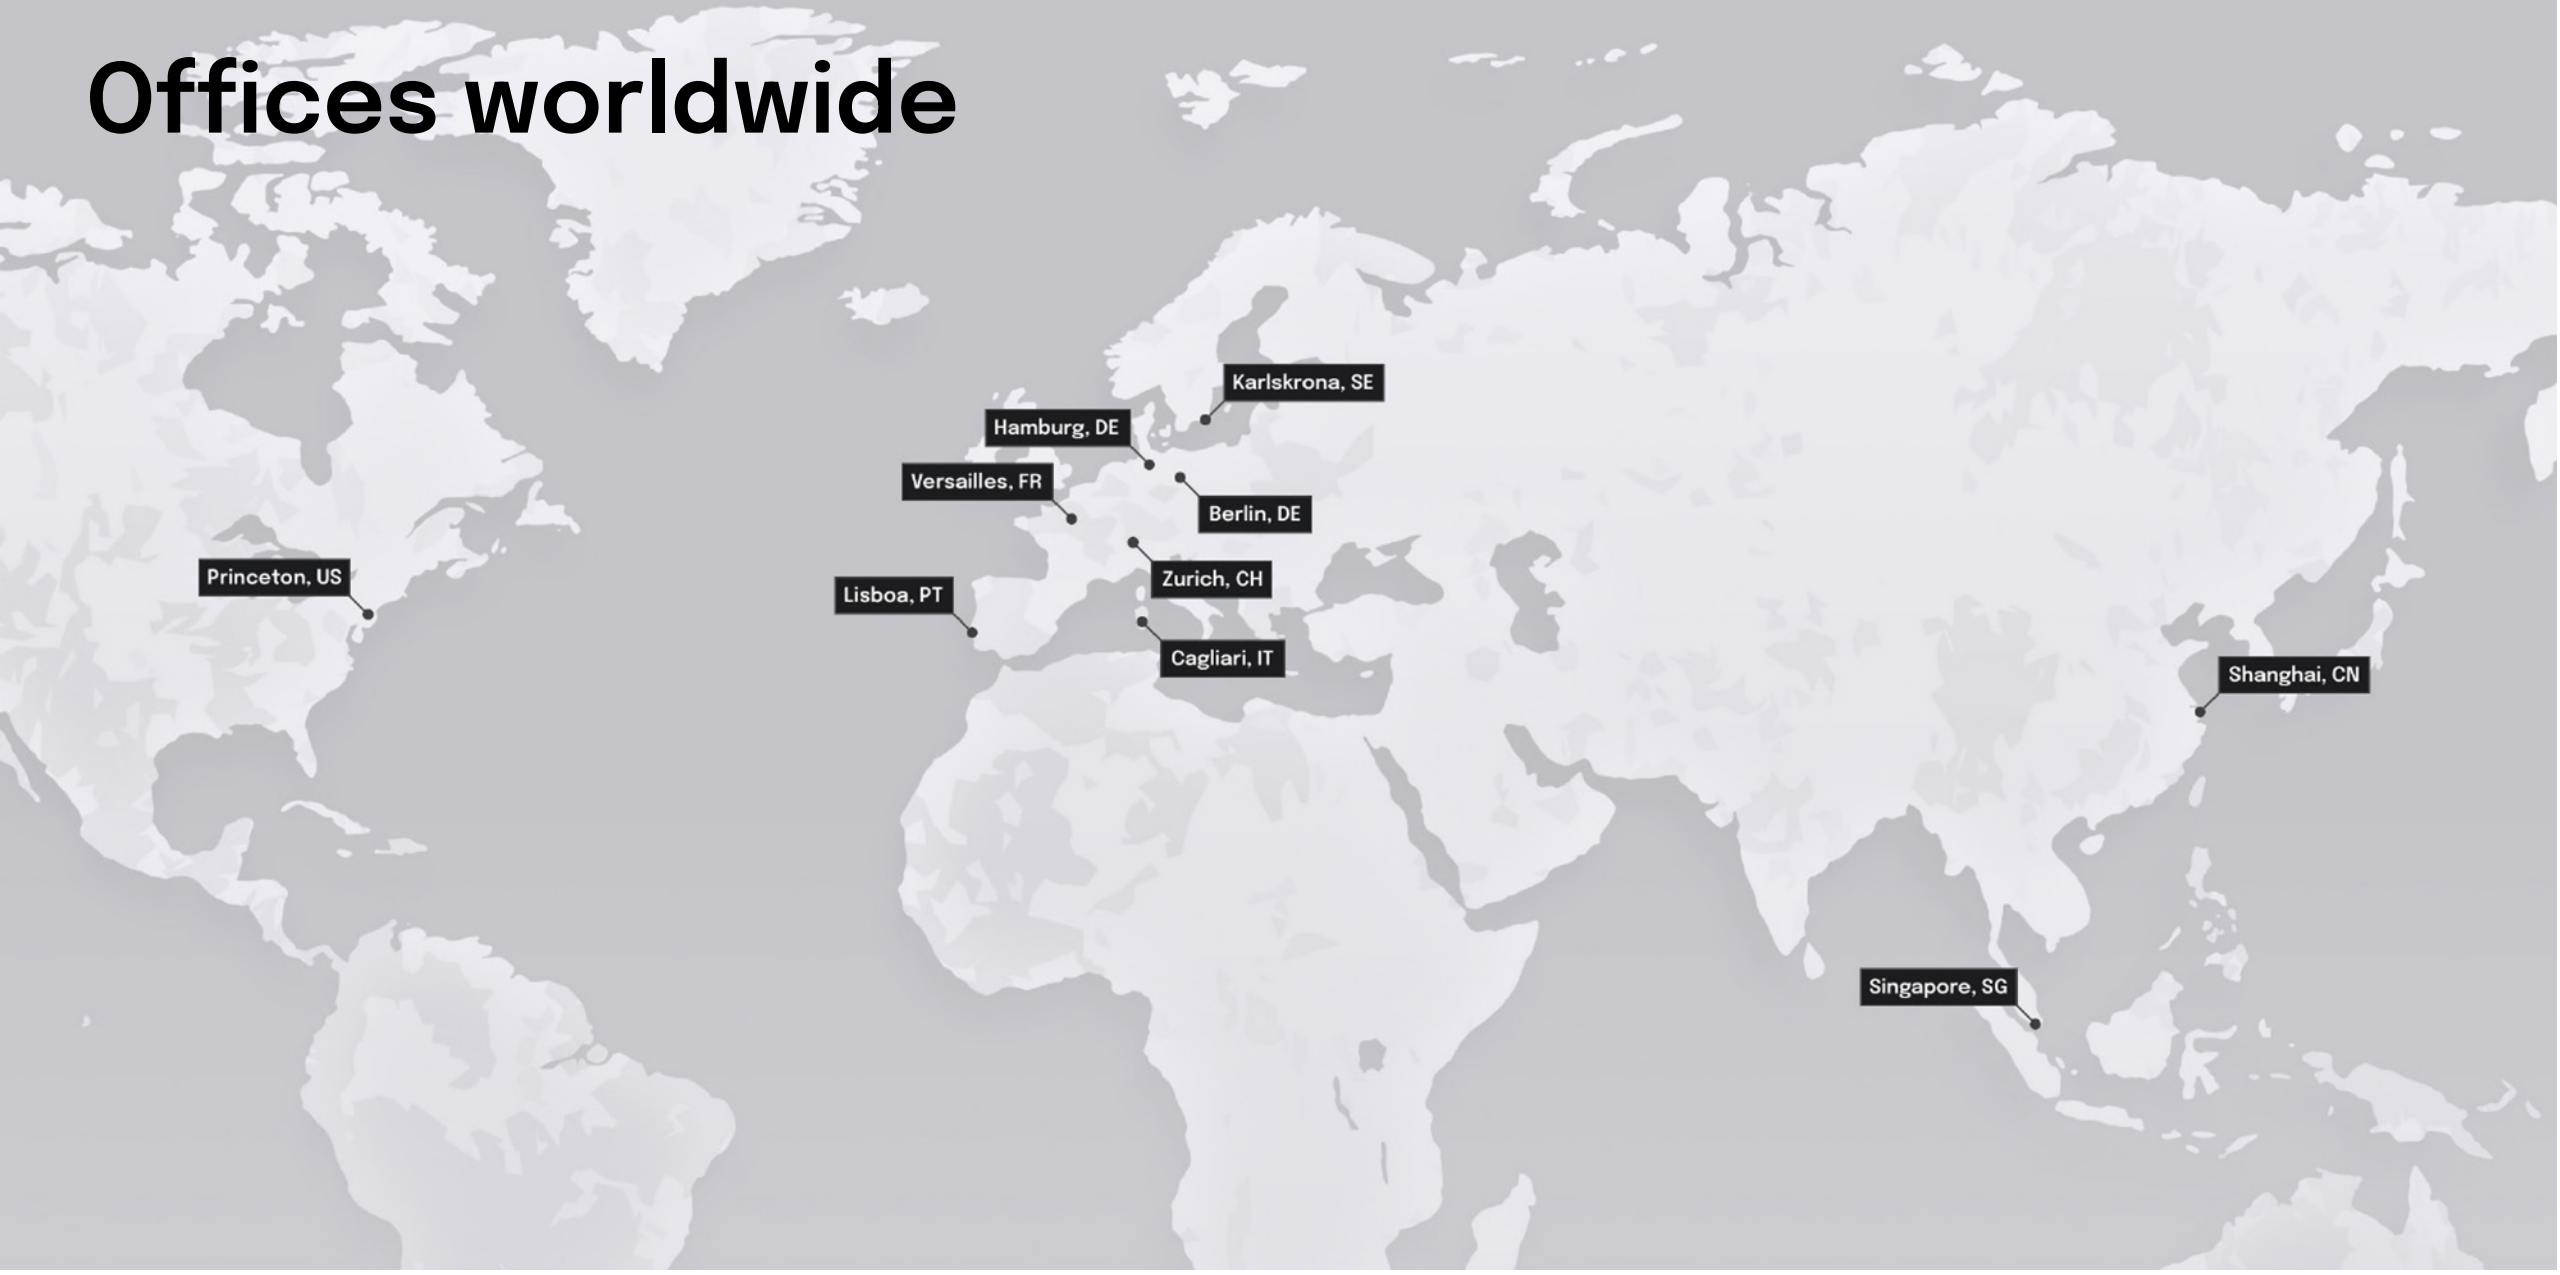 Offices worldwide
Karlskrona, SE
Hamburg, DE
Versailles, FR
Berlin, DE
Princeton, US
Zurich, CH
Lisboa, PT
Cagliari, IT
Shanghai, CN
Singapore, SG